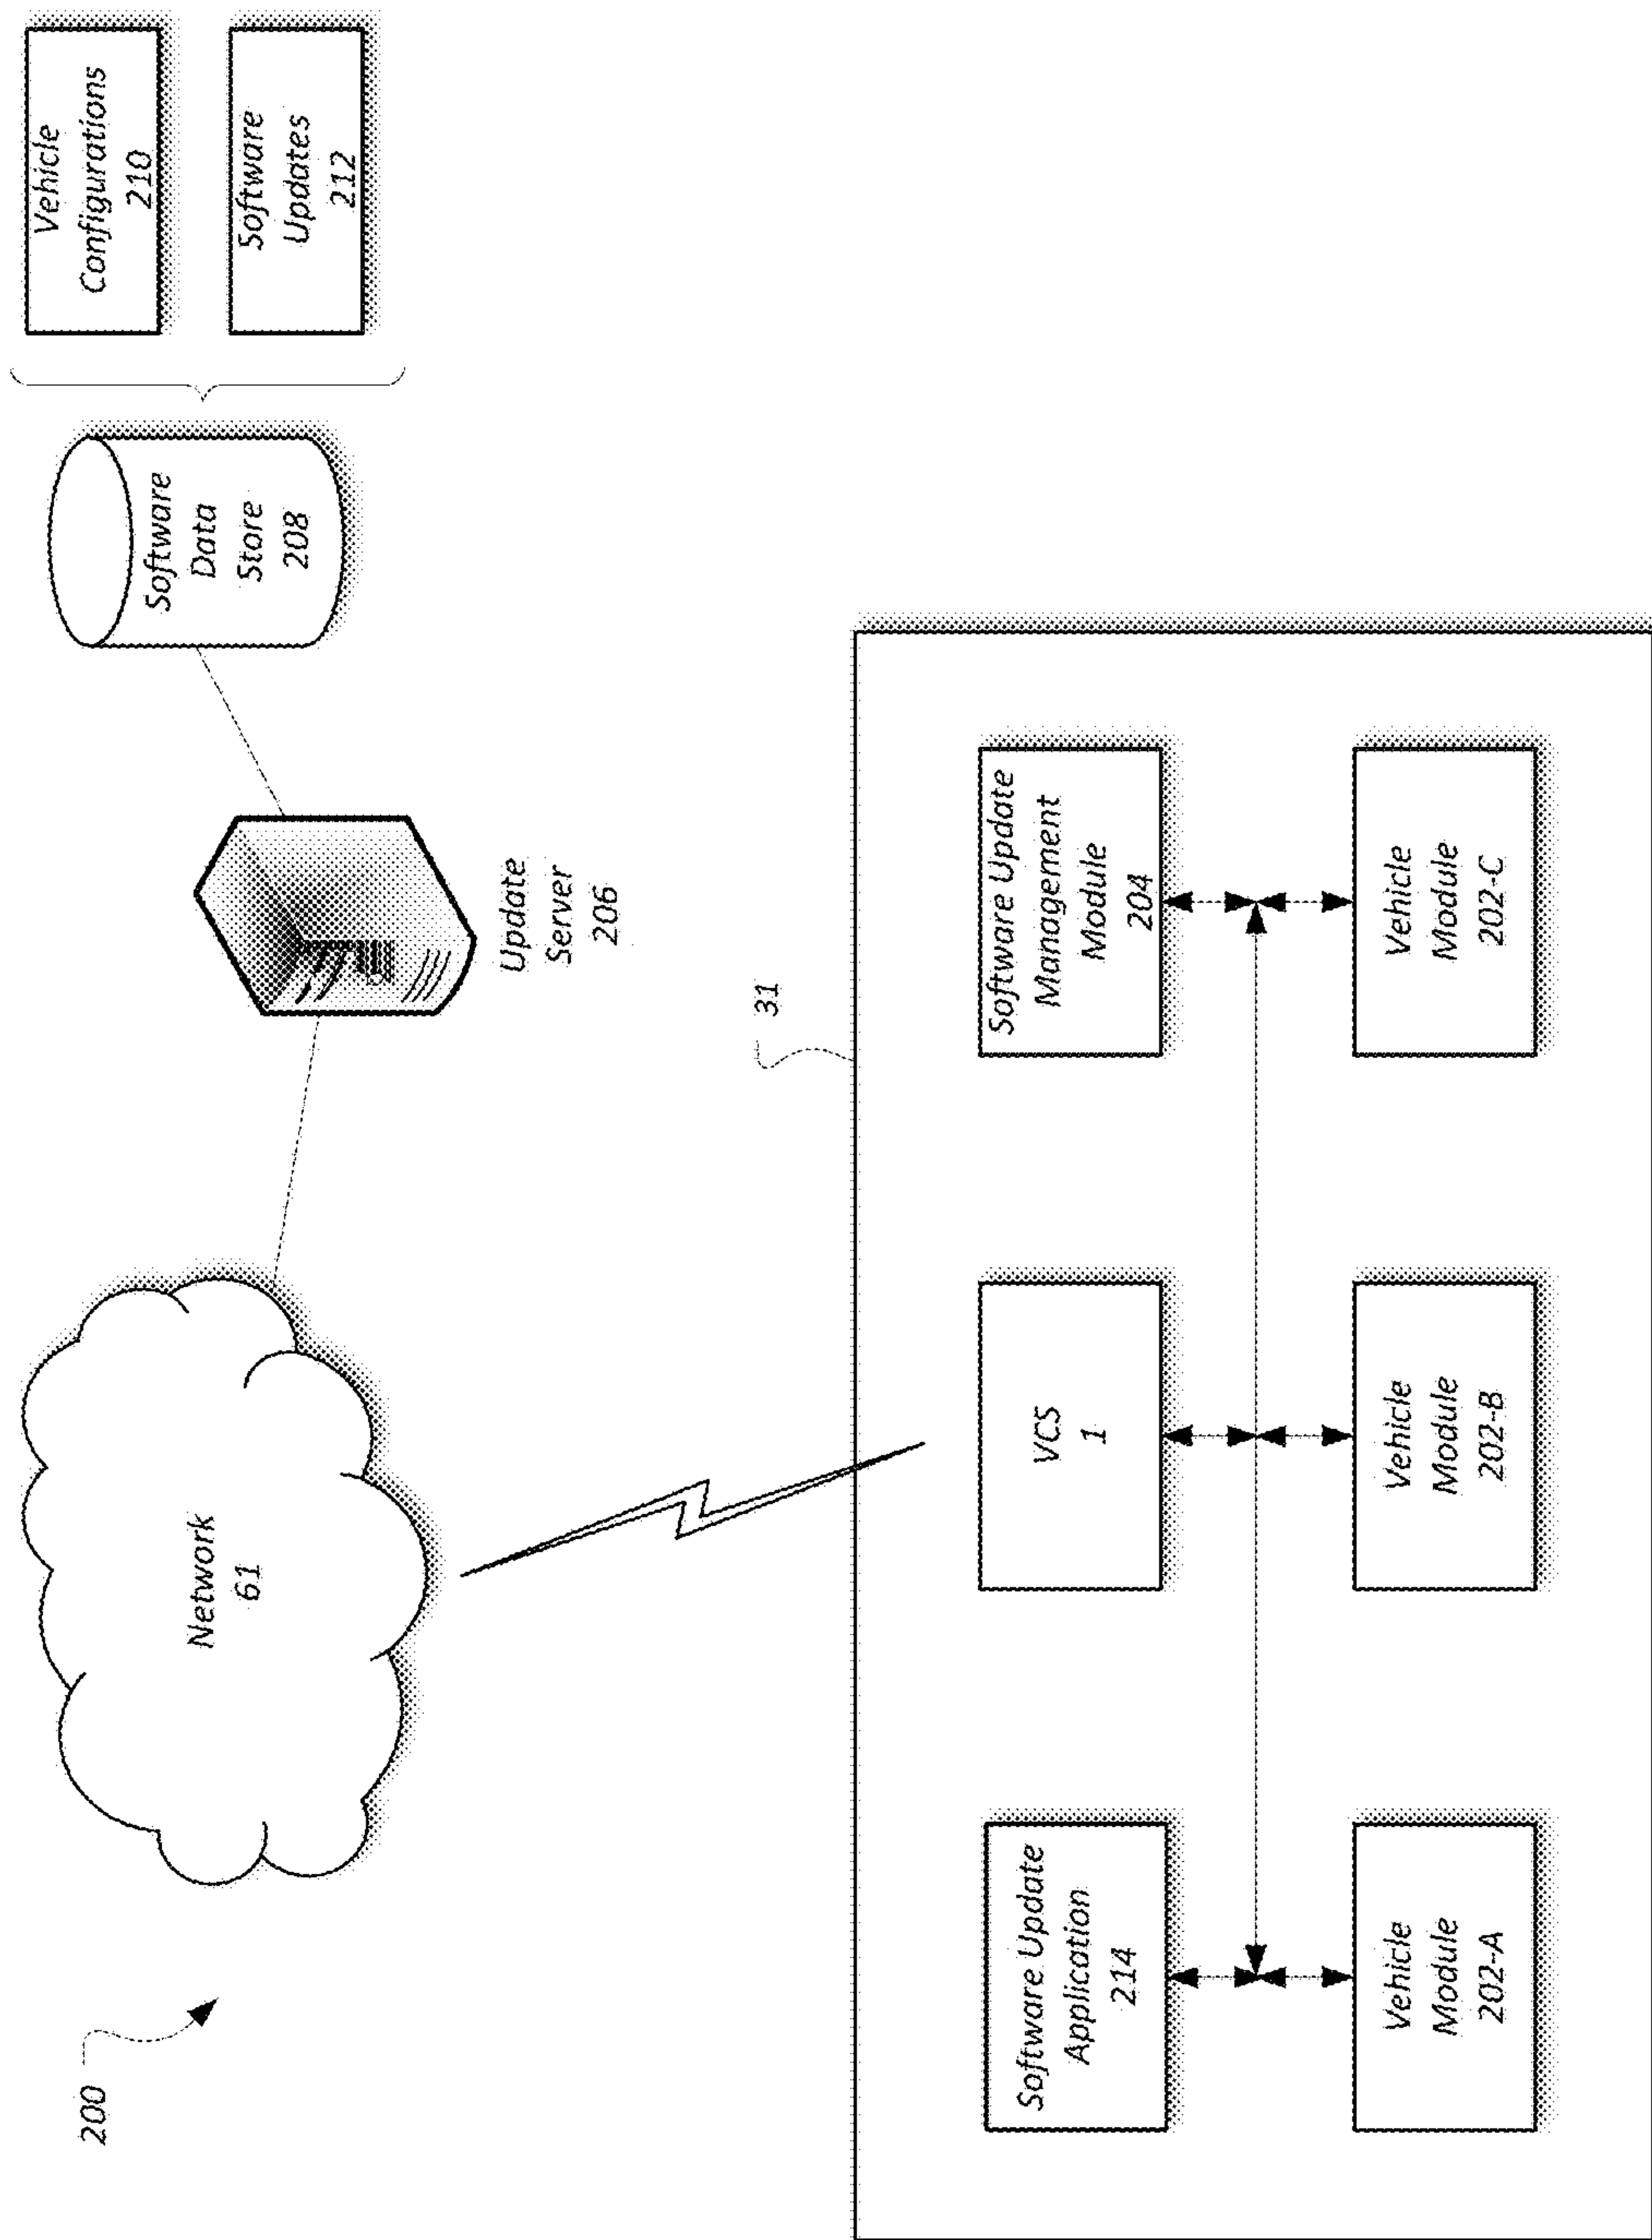 200
Network
61
Update
Server
206
Software
Data
Store
208
Vehicle
Configurations
210
Software
Updates
212
31
Software Update
Application
214
VCS
1
Software Update
Management
Module
204
Vehicle
Module
202-A
Vehicle
Module
202-B
Vehicle
Module
202-C